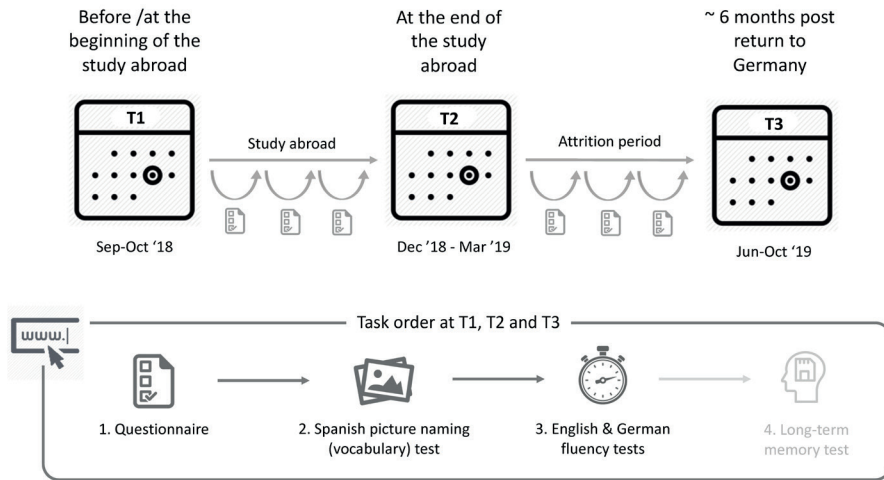 Before /at the
beginning of the
study abroad
At the end of
the study
abroad
~ 6 months post
return to
Germany
T1
Study abroad
T2
Attrition period
T3
Sep-Oct ‘18
Dec ’18 - Mar ’19
Jun-Oct ‘19
Task order at T1, T2 and T3
www.|
1. Questionnaire
2. Spanish picture naming
(vocabulary) test
3. English & German
fluency tests
4. Long-term
memory test